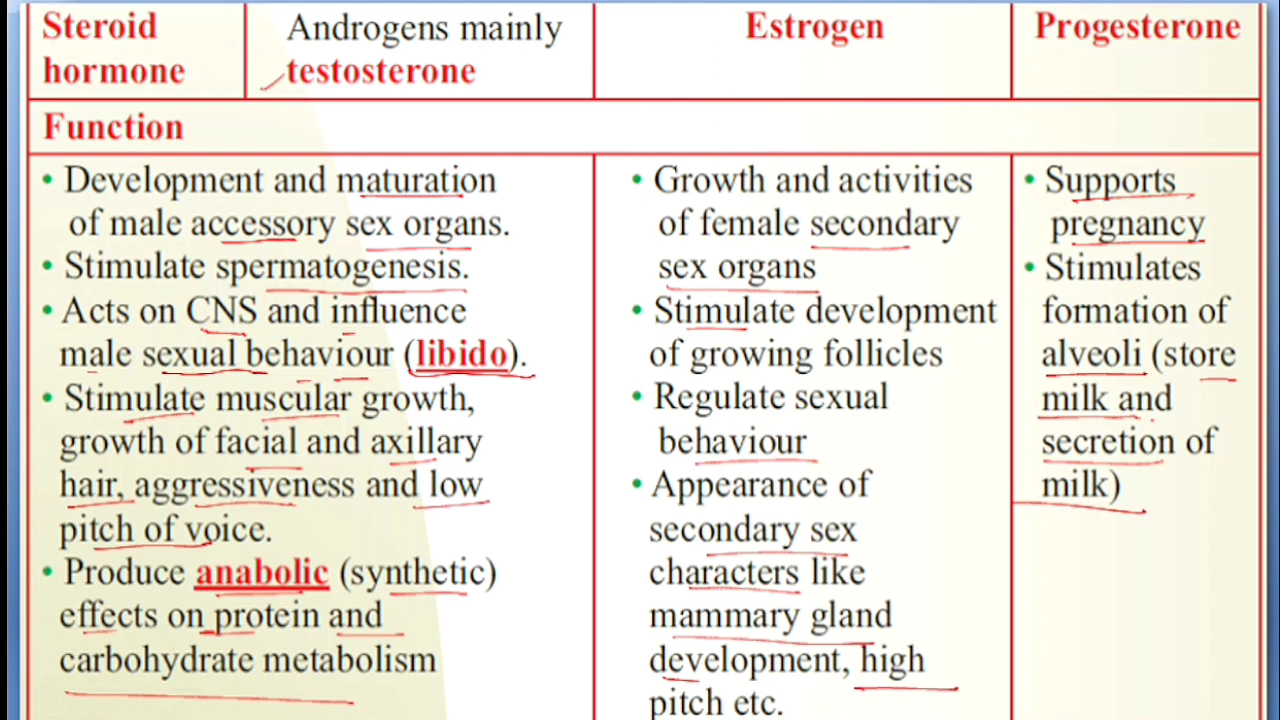 Steroid
hormone
Androgens mainly
testosterone
Estrogen
Progesterone
Function
• Development and maturation
of male accessory sex organs.
• Stimulate spermatogenesis.
• Acts on CNS and influence
male sexual behaviour (libido).
• Stimulate muscular growth,
growth of facial and axillary
hair, aggressiveness and low
pitch of voice.
• Produce anabolic (synthetic)
effects on protein and
carbohydrate metabolism
• Growth and activities
of female secondary
sex organs
• Stimulate development
of growing follicles
• Regulate sexual
behaviour
• Appearance of
secondary sex
characters like
mammary gland
development, high
pitch etc.
• Supports
pregnancy
• Stimulates
formation of
alveoli (store
milk and
secretion of
milk)